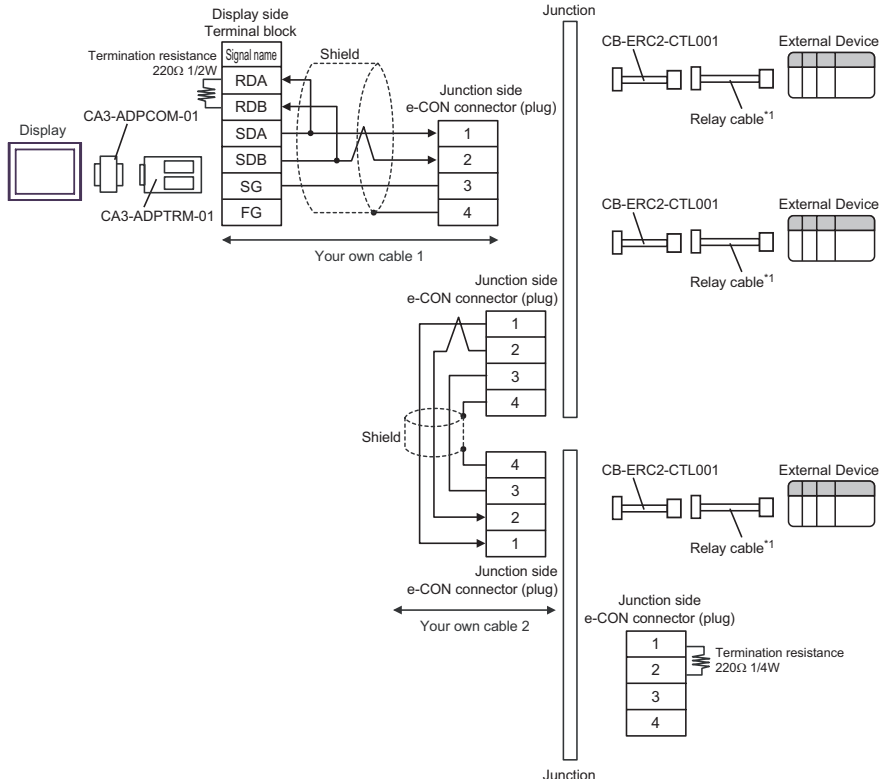 Display side
Terminal block
Junction
Termination resistance
220Ω 1/2W
Signal name
RDA
RDB
SDA
SDB
SG
FG
Shield
Junction side
e-CON connector (plug)
1
2
3
4
Display
CA3-ADPCOM-01
CA3-ADPTRM-01
Your own cable 1
CB-ERC2-CTL001
External Device
Relay cable*1
CB-ERC2-CTL001
External Device
Relay cable*1
Junction side
e-CON connector (plug)
1
2
3
4
Shield
4
3
2
1
Junction side
e-CON connector (plug)
Your own cable 2
CB-ERC2-CTL001
External Device
Relay cable*1
Junction side
e-CON connector (plug)
1
2
3
4
Termination resistance
220Ω 1/4W
Junction